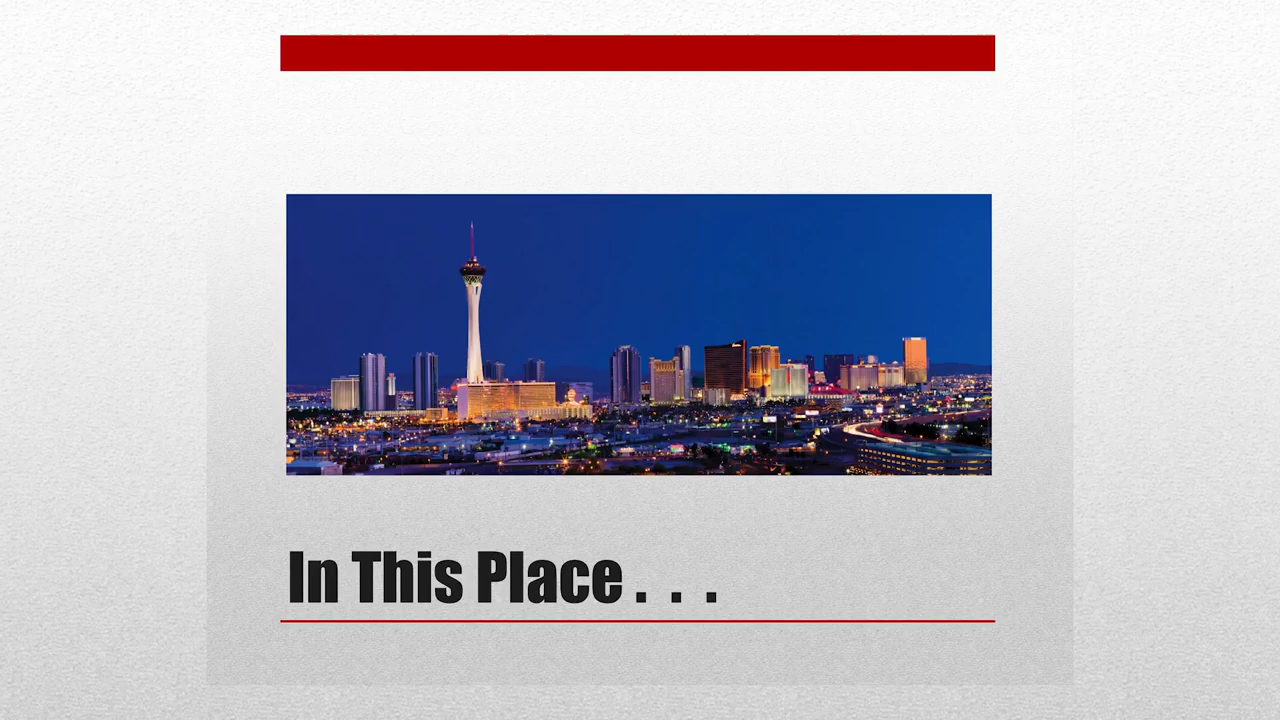 In This Place . . .